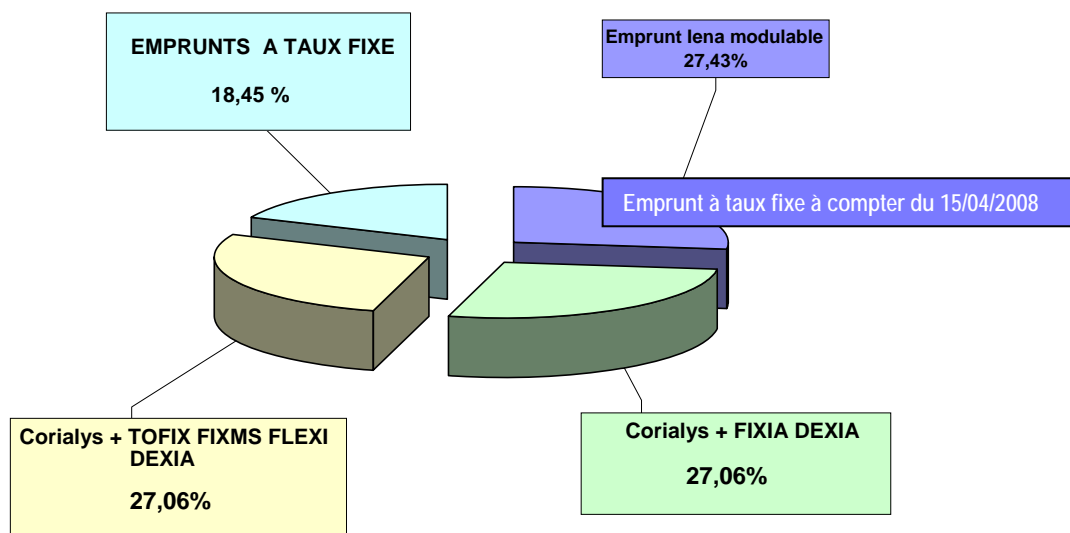 EMPRUNTS A TAUX FIXE
18,45 %
Emprunt Iena modulable
27,43%
Emprunt à taux fixe à compter du 15/04/2008
Corialys + TOFIX FIXMS FLEXI
DEXIA
27,06%
Corialys + FIXIA DEXIA
27,06%